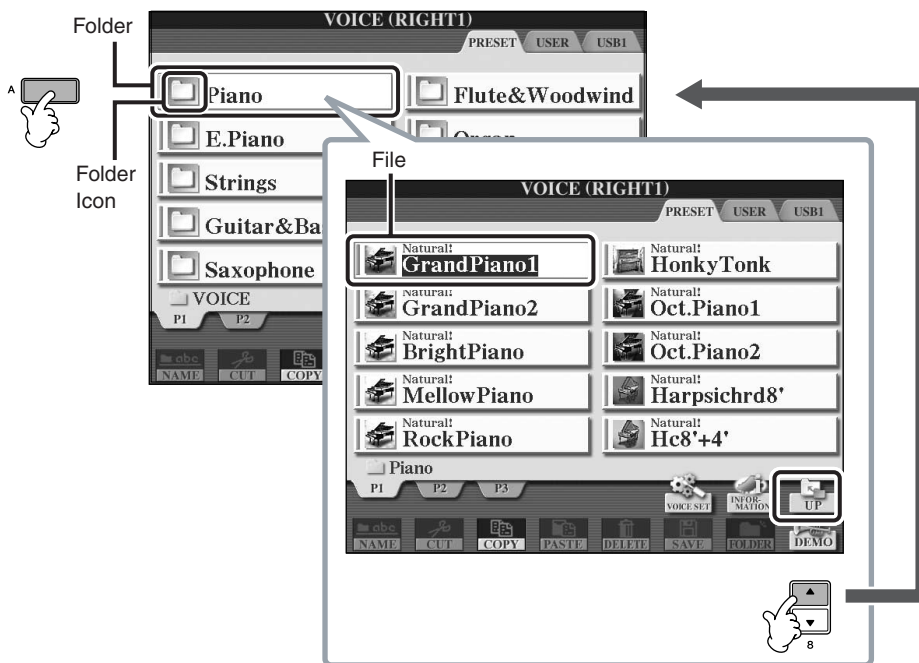 Folder
A
Folder
Icon
VOICE (RIGHT1)
PRESET USER USB1
Piano
Flute&Woodwind
E.Piano
Organ
Strings
Guitar&Ba
Saxophone
VOICE
P1 P2
abc
NAME CUT COPY
File
VOICE (RIGHT1)
PRESET USER USB1
Natural!
GrandPiano1
Natural!
HonkyTonk
Natural!
GrandPiano2
Natural!
Oct.Piano1
Natural!
BrightPiano
Natural!
Oct.Piano2
Natural!
MellowPiano
Natural!
Harpsichrd8'
Natural!
RockPiano
Natural!
Hc8'+4'
Piano
P1 P2 P3
VOICE SET
INFOR-
MATION
UP
abc
NAME CUT COPY PASTE DELETE SAVE FOLDER DEMO
8